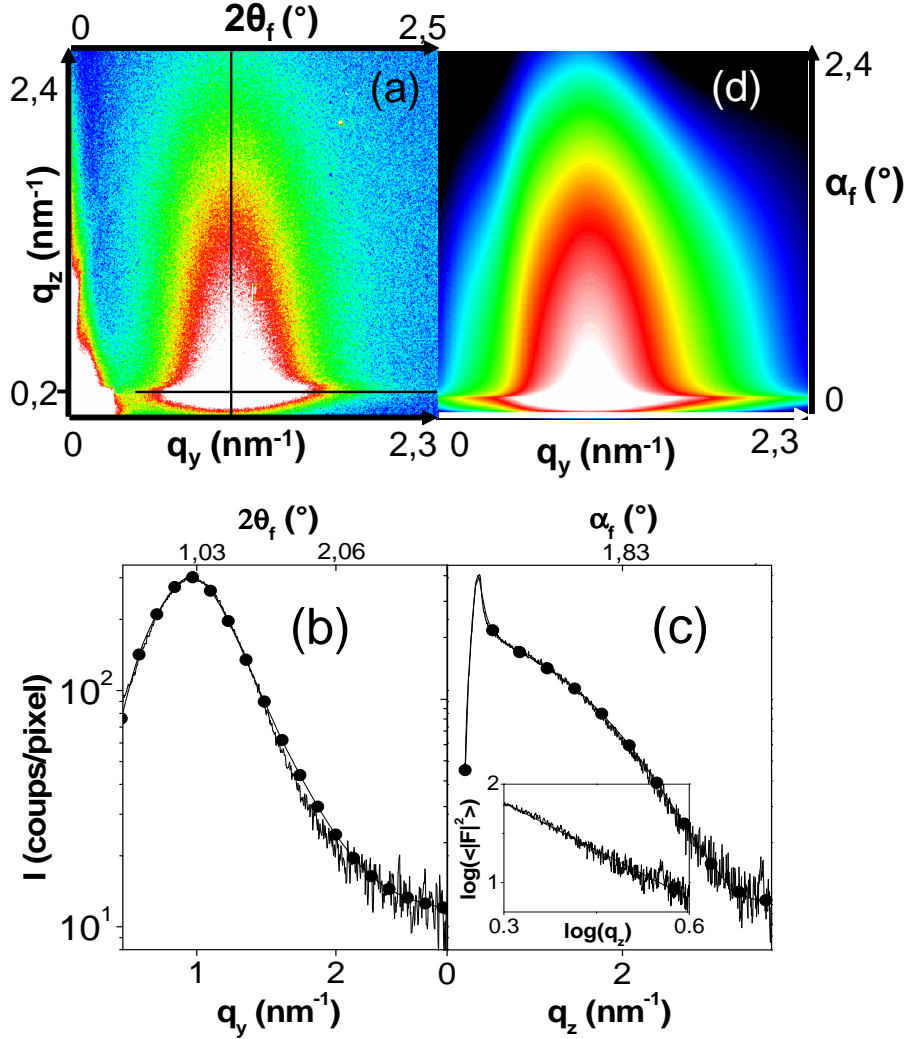 0 2θf (°) 2,5
2,4
(a)
qz (nm-1)
0,2
0 qy (nm-1) 2,3
(d)
2,4
αf (°)
0
0 qy (nm-1) 2,3
2θf (°)
1,03 2,06
(b)
I (coups/pixel)
10²
10¹
1 2
qy (nm-1)
αf (°)
1,83
(c)
2
log(<|F|²>)
1
0.3 log(qz) 0.6
0 2
qz (nm-1)